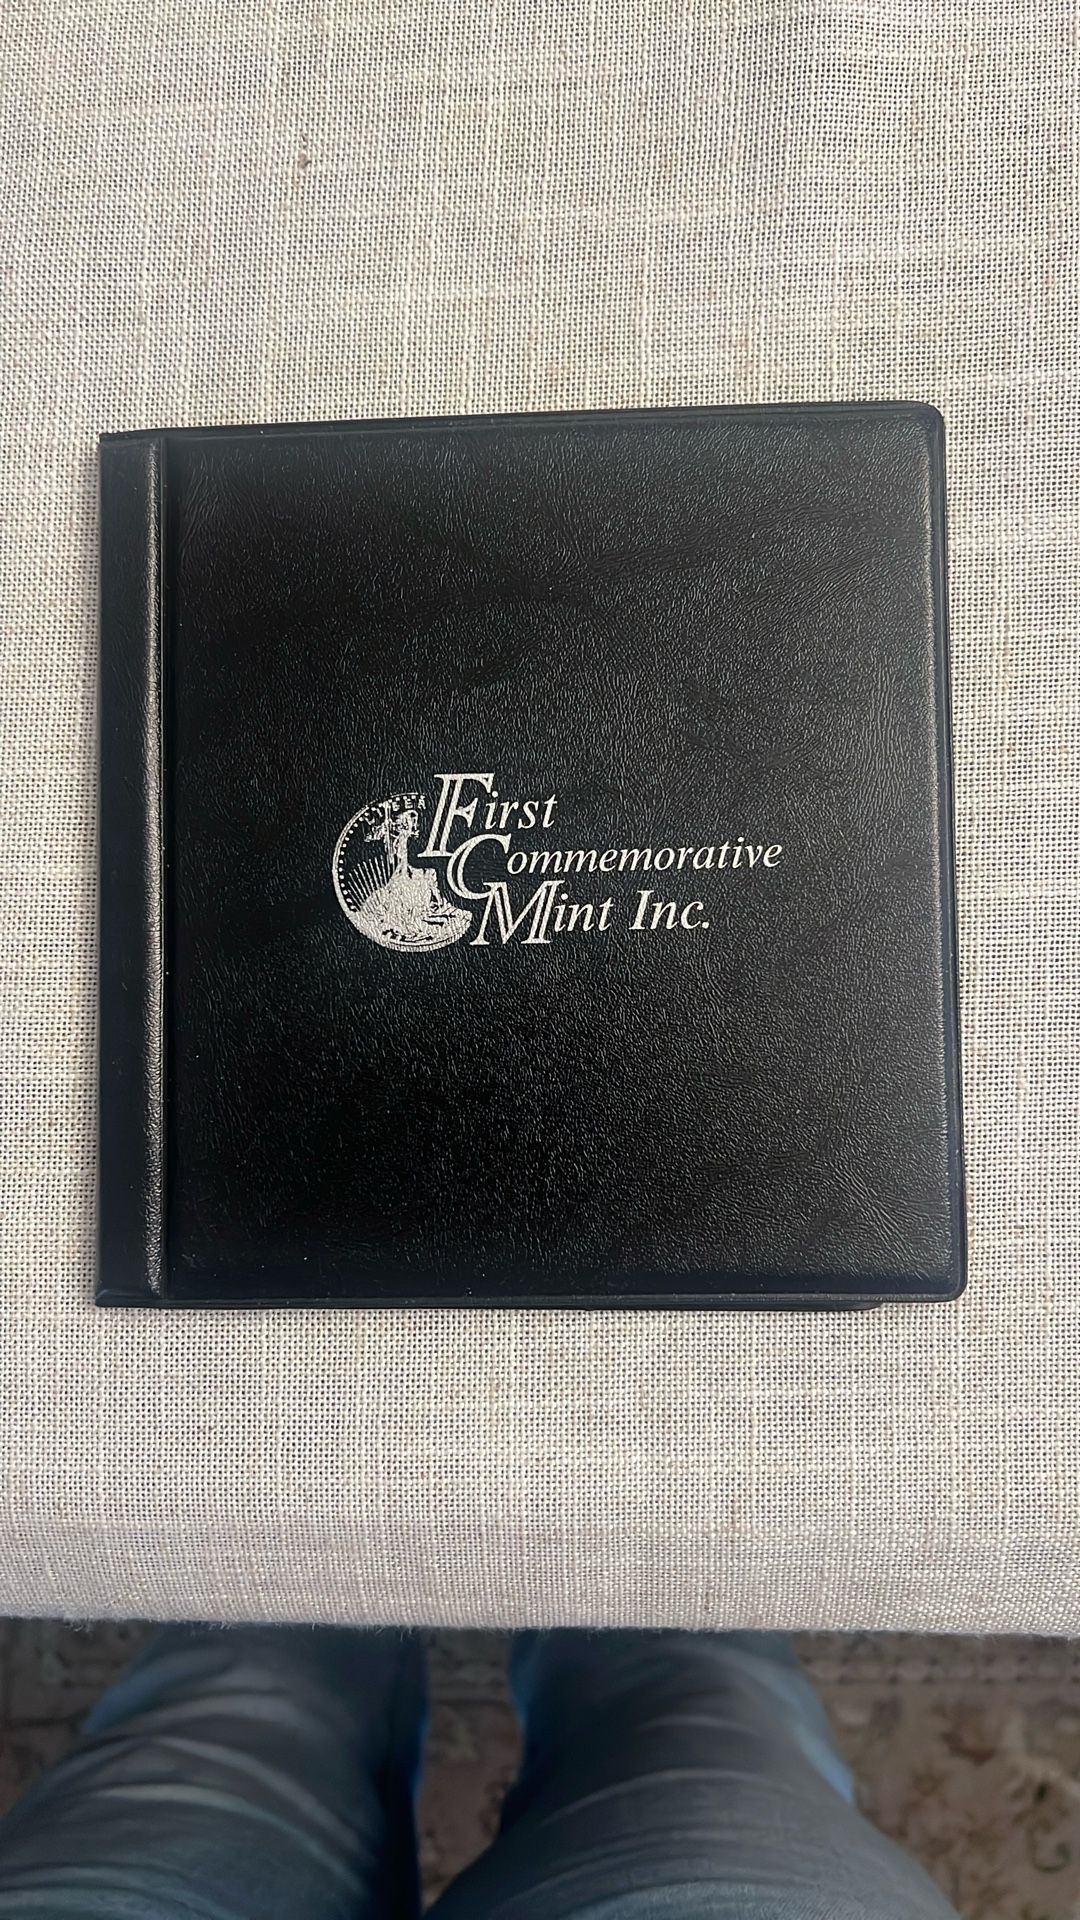 First
Commemorative
Mint Inc.